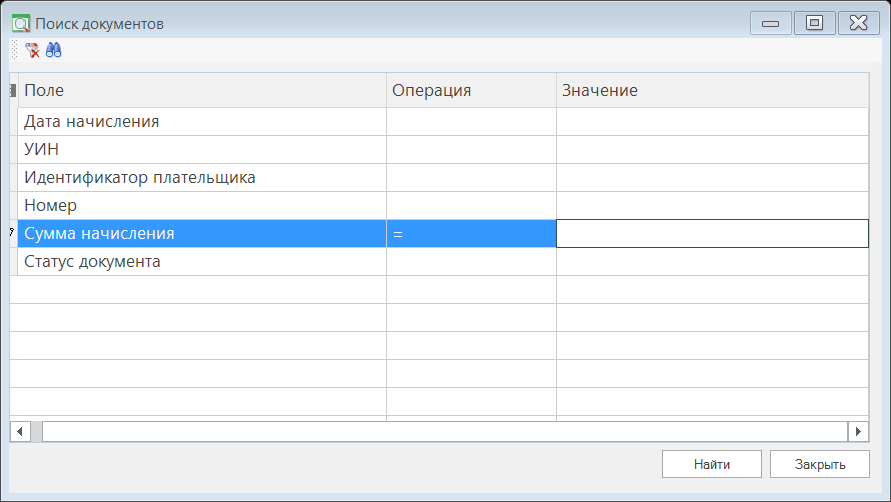 Поиск документов
Поле Операция Значение
Дата начисления
УИН
Идентификатор плательщика
Номер
Сумма начисления =
Статус документа
Найти Закрыть